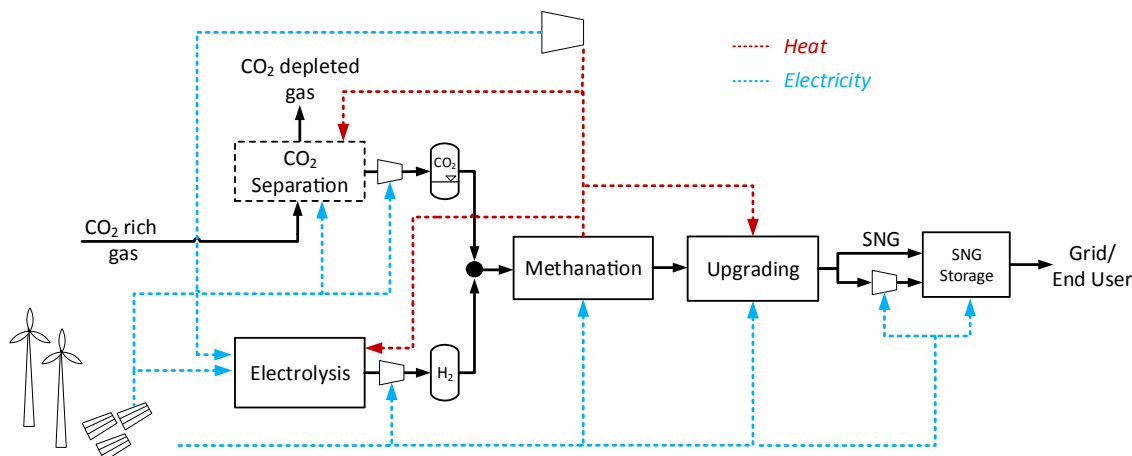 Heat
Electricity
CO₂ depleted
gas
CO₂
Separation
CO₂
CO₂ rich
gas
Methanation
Upgrading
SNG
SNG
Storage
Grid/
End User
Electrolysis
H₂